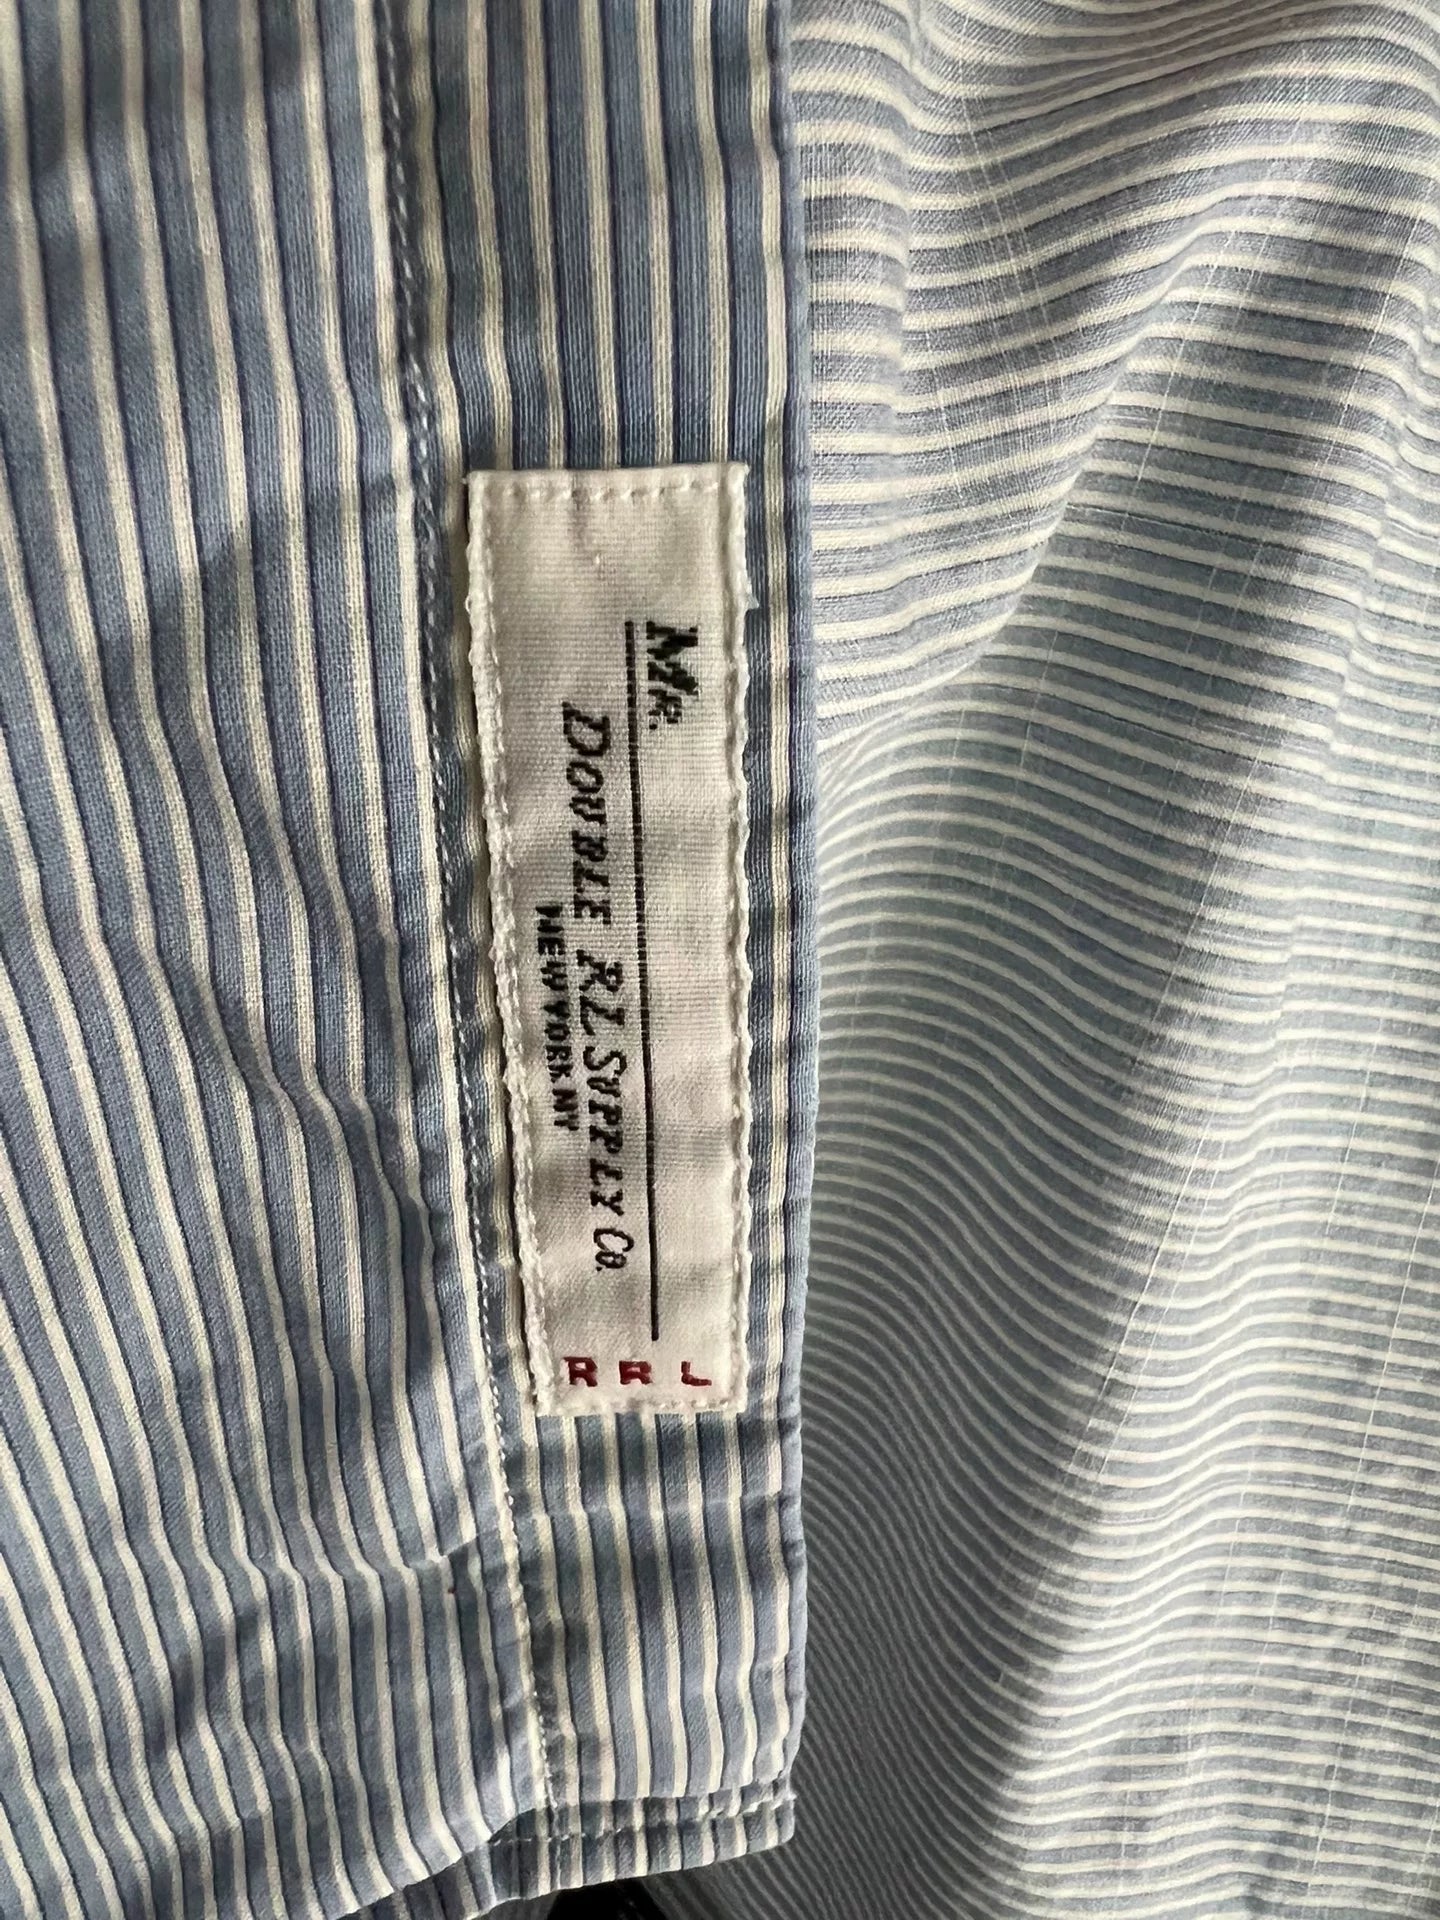 Mr.
Double RL Supply Co.
NEW YORK.NY
RRL